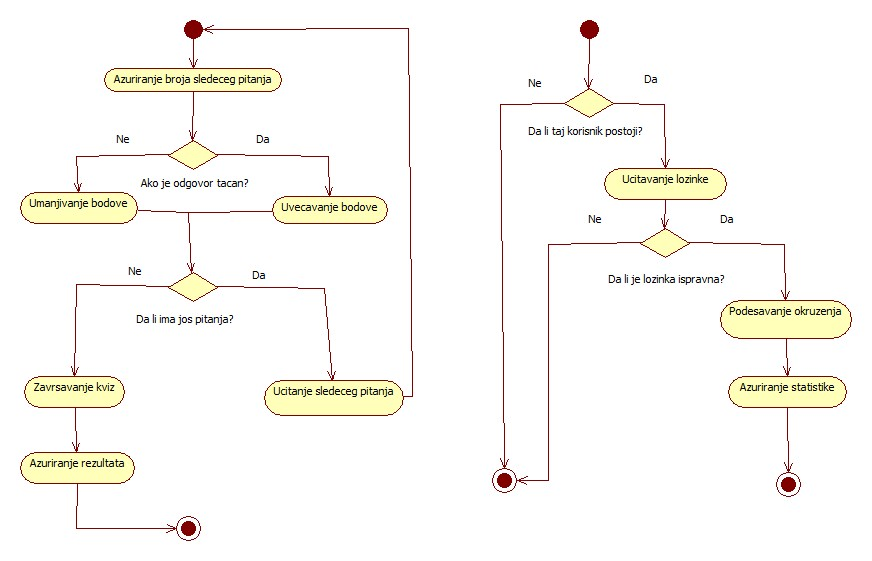 Azuriranje broja sledeceg pitanja
Ne
Da
Ako je odgovor tacan?
Umanjivanje bodove
Uvecavanje bodove
Ne
Da
Da li ima jos pitanja?
Zavrsavanje kviz
Ucitanje sledeceg pitanja
Azuriranje rezultata
Ne
Da
Da li taj korisnik postoji?
Ucitavanje lozinke
Ne
Da
Da li je lozinka ispravna?
Podesavanje okruzenja
Azuriranje statistike